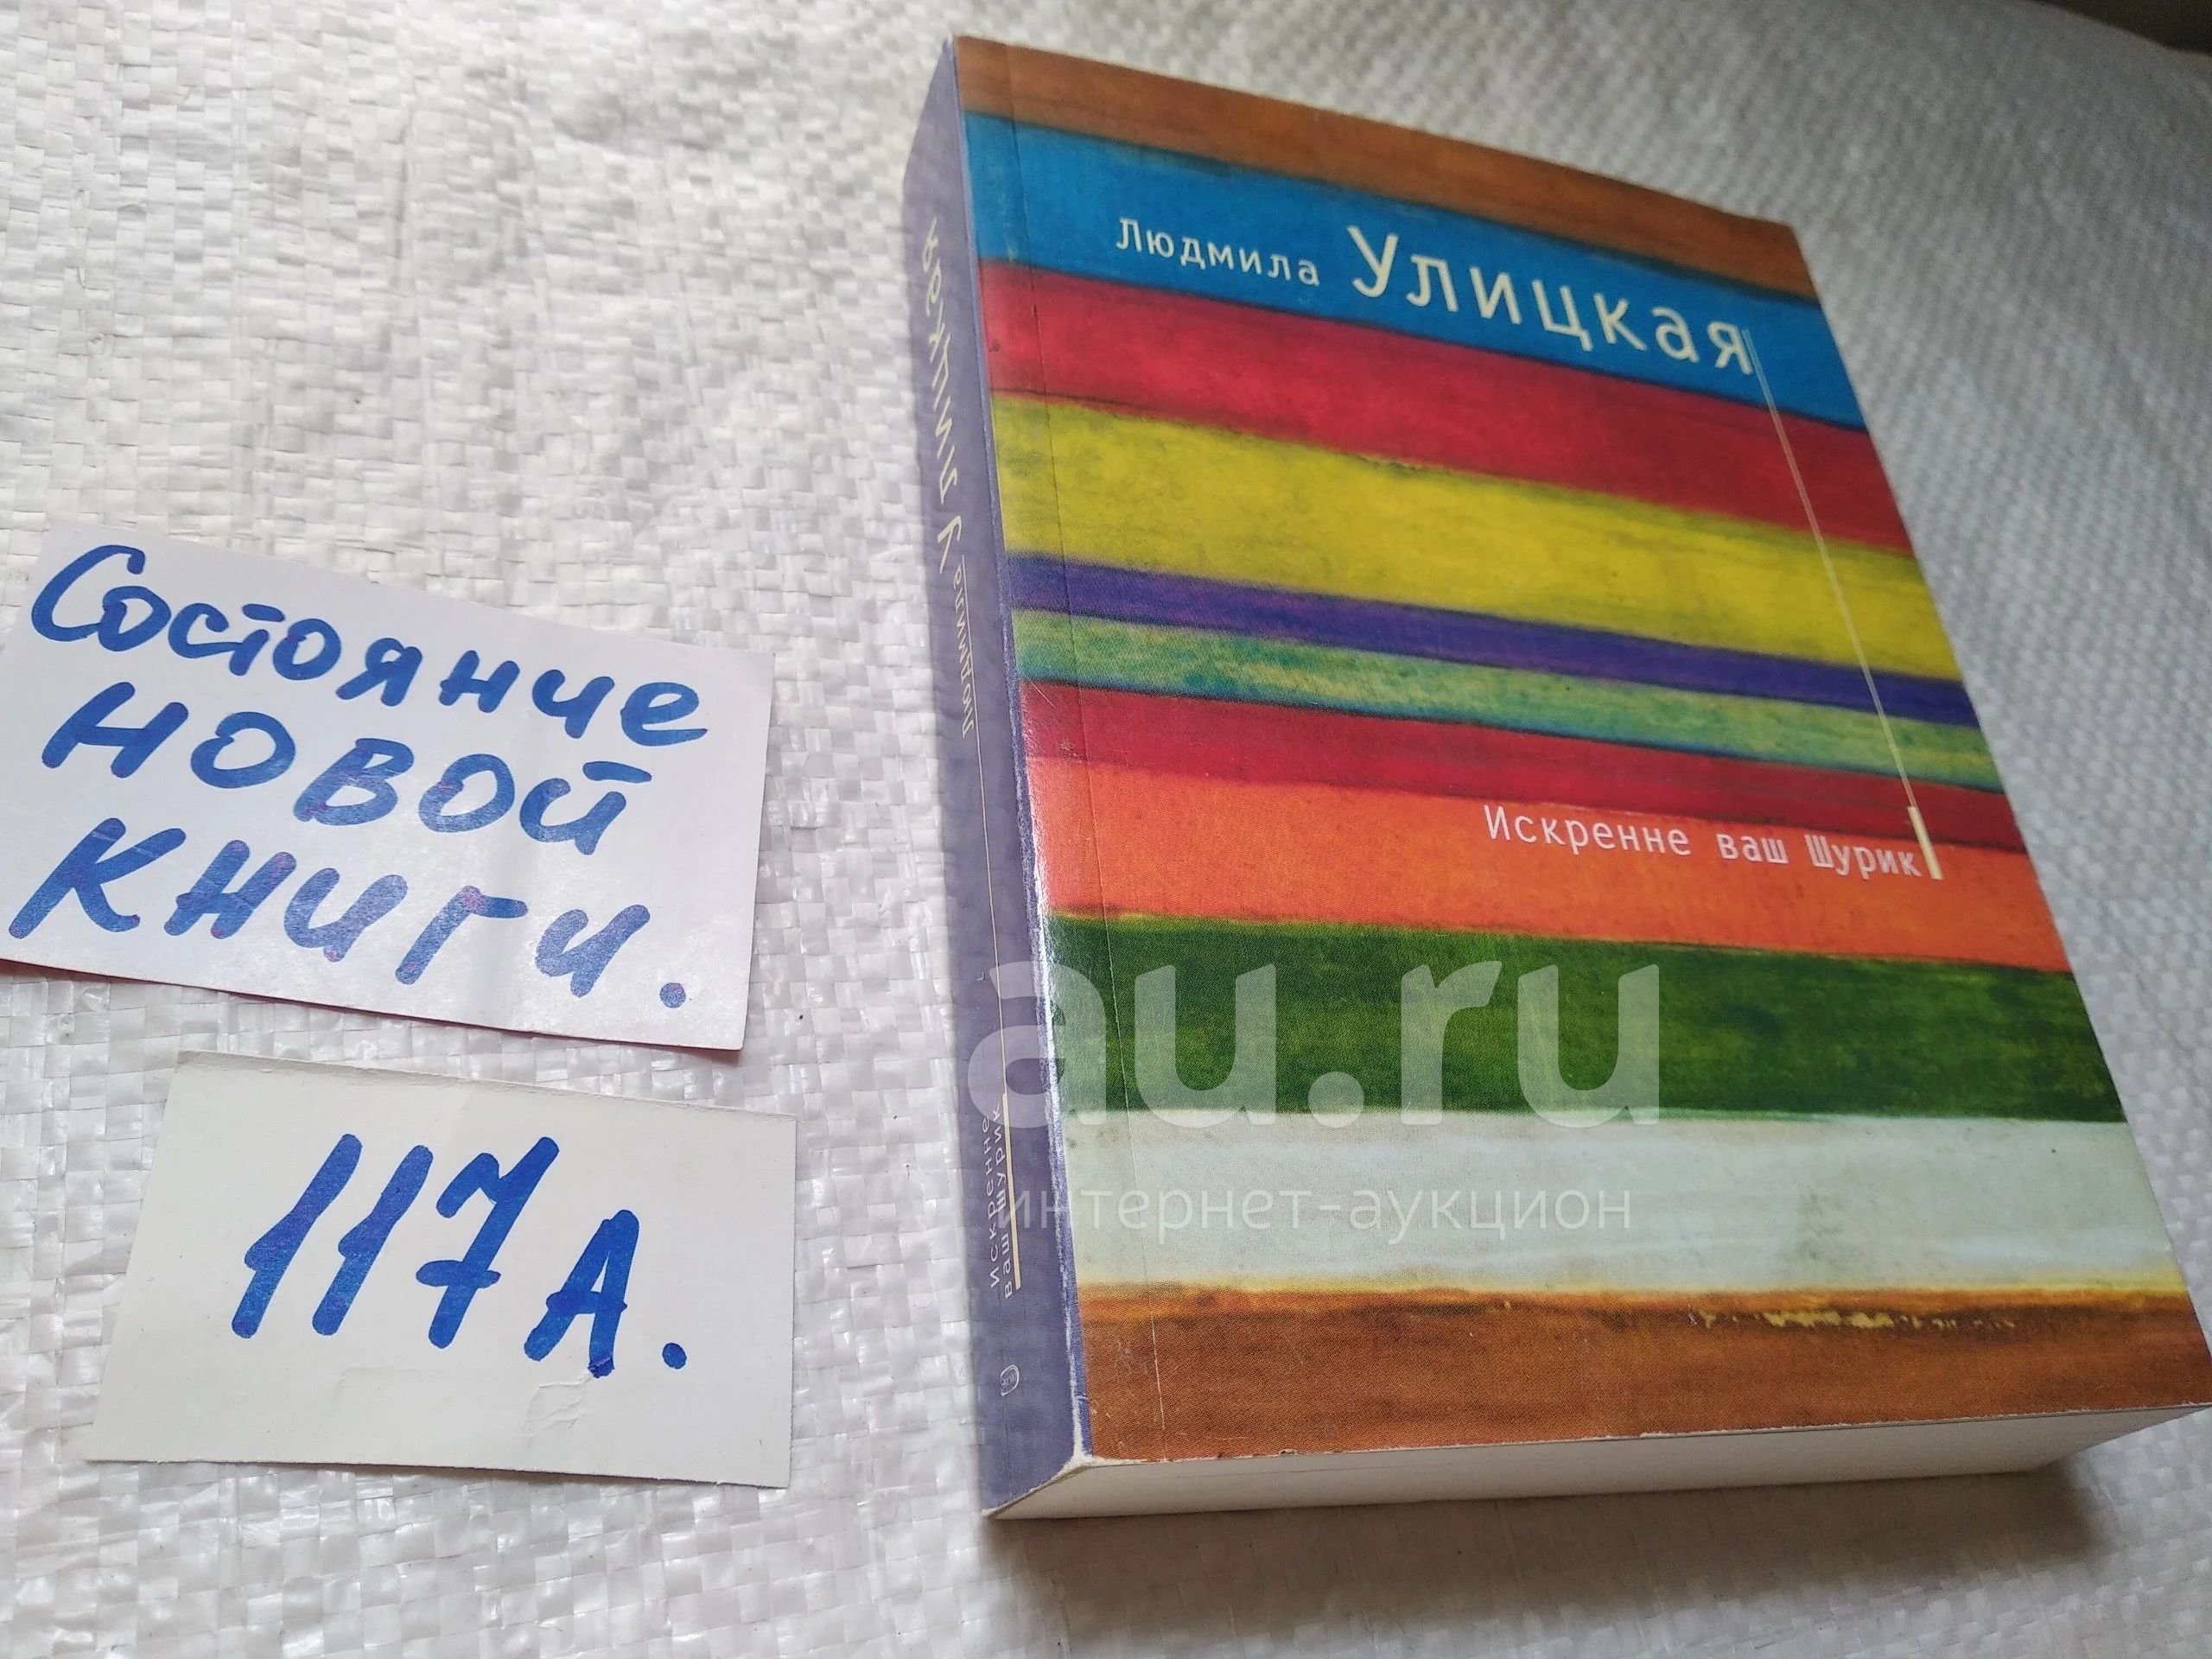 Людмила Улицкая
Искренне ваш Шурик
Людмила Улицкая
искренне
ваш Шурик
Состояние
новой
книги.
117А.
au.ru
интернет-аукцион